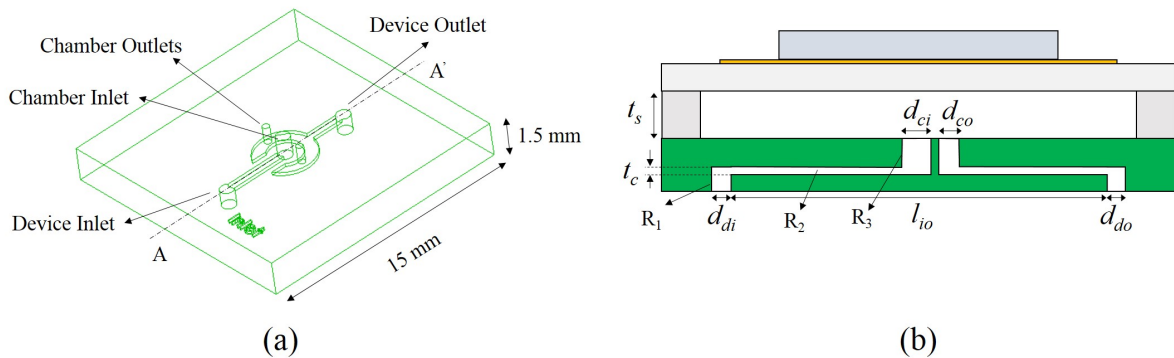 Device Outlet
Chamber Outlets
A'
Chamber Inlet
1.5 mm
Device Inlet
A
15 mm
(a)
t_s
d_ci
d_co
t_c
R_1
d_di
R_2
R_3
l_io
d_do
(b)